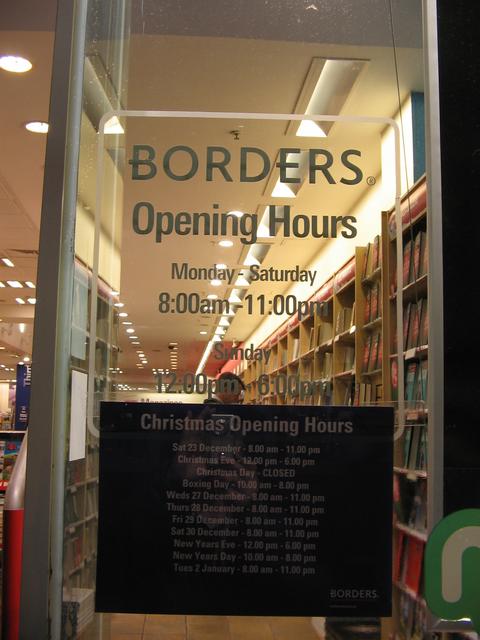 BORDERS®
Opening Hours
Monday - Saturday
8:00am - 11:00pm
Sunday
12:00pm - 6:00pm
Magazines
Christmas Opening Hours
Sat 23 December - 8.00 am - 11.00 pm
Christmas Eve - 12.00 pm - 6.00 pm
Christmas Day - CLOSED
Boxing Day - 10.00 am - 8.00 pm
Weds 27 December - 8.00 am - 11.00 pm
Thurs 28 December - 8.00 am - 11.00 pm
Fri 29 December - 8.00 am - 11.00 pm
Sat 30 December - 8.00 am - 11.00 pm
New Years Eve - 12.00 pm - 6.00 pm
New Years Day - 10.00 am - 8.00 pm
Tues 2 January - 8.00 am - 11.00 pm
BORDERS.